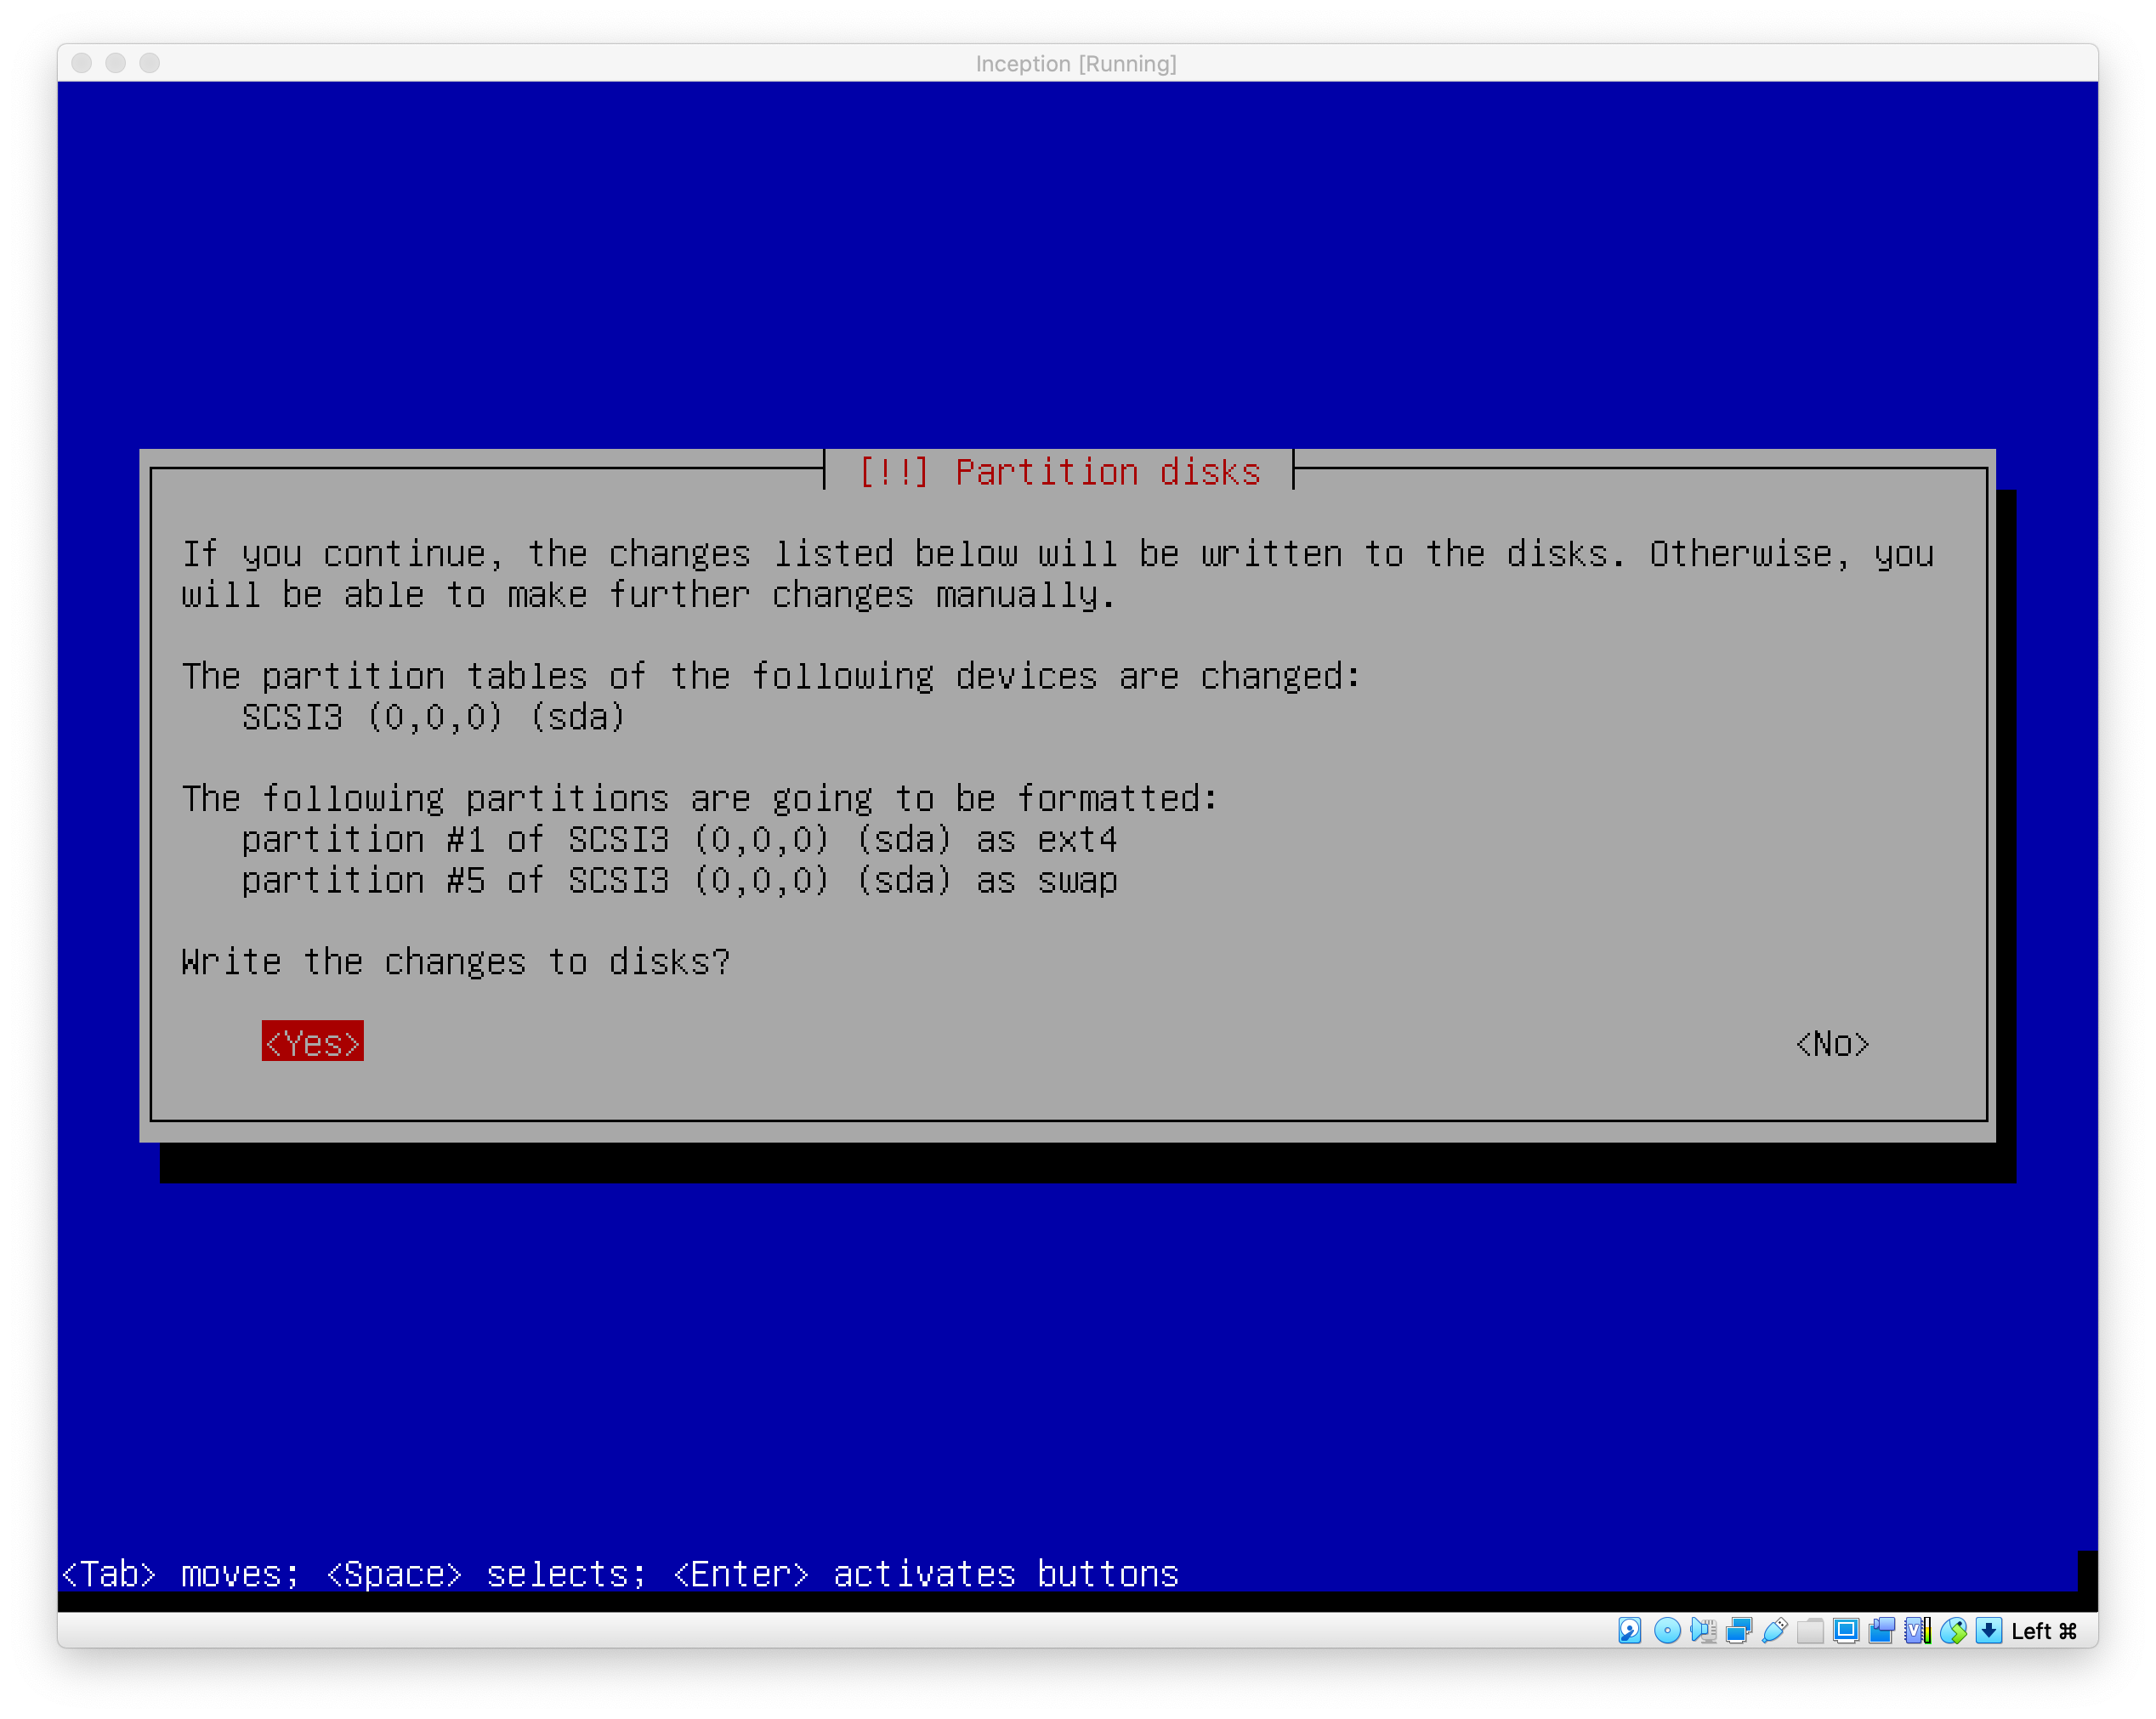 Inception [Running]
[!!] Partition disks
If you continue, the changes listed below will be written to the disks. Otherwise, you
will be able to make further changes manually.
The partition tables of the following devices are changed:
SCSI3 (0,0,0) (sda)
The following partitions are going to be formatted:
partition #1 of SCSI3 (0,0,0) (sda) as ext4
partition #5 of SCSI3 (0,0,0) (sda) as swap
Write the changes to disks?
<Yes> <No>
<Tab> moves; <Space> selects; <Enter> activates buttons
Left ⌘